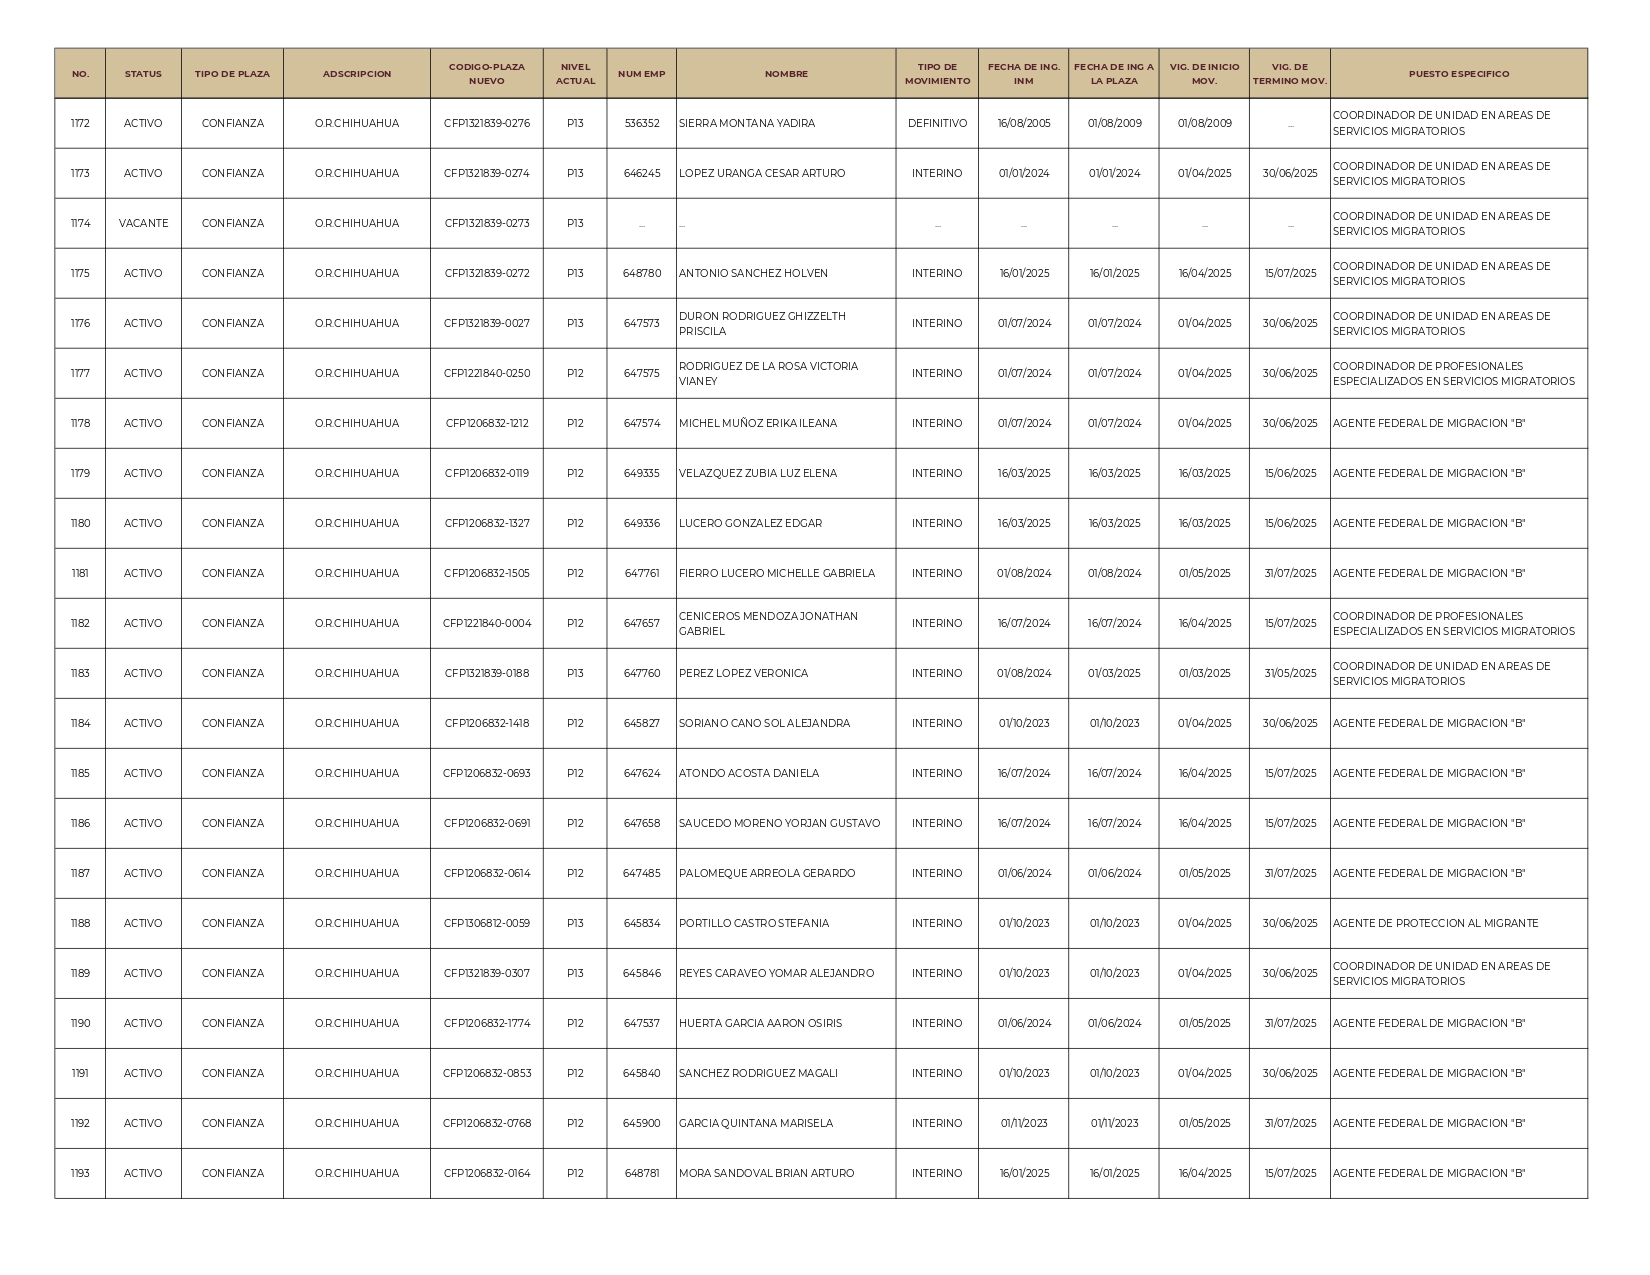 NO. STATUS TIPO DE PLAZA ADSCRIPCION CODIGO-PLAZA NUEVO NIVEL ACTUAL NUM EMP NOMBRE TIPO DE MOVIMIENTO FECHA DE ING. INM FECHA DE ING A LA PLAZA VIG. DE INICIO MOV. VIG. DE TERMINO MOV. PUESTO ESPECIFICO
1172 ACTIVO CONFIANZA O.R.CHIHUAHUA CFP1321839-0276 P13 536352 SIERRA MONTANA YADIRA DEFINITIVO 16/08/2005 01/08/2009 01/08/2009 ... COORDINADOR DE UNIDAD EN AREAS DE SERVICIOS MIGRATORIOS
1173 ACTIVO CONFIANZA O.R.CHIHUAHUA CFP1321839-0274 P13 646245 LOPEZ URANGA CESAR ARTURO INTERINO 01/01/2024 01/01/2024 01/04/2025 30/06/2025 COORDINADOR DE UNIDAD EN AREAS DE SERVICIOS MIGRATORIOS
1174 VACANTE CONFIANZA O.R.CHIHUAHUA CFP1321839-0273 P13 ... ... ... ... ... ... ... COORDINADOR DE UNIDAD EN AREAS DE SERVICIOS MIGRATORIOS
1175 ACTIVO CONFIANZA O.R.CHIHUAHUA CFP1321839-0272 P13 648780 ANTONIO SANCHEZ HOLVEN INTERINO 16/01/2025 16/01/2025 16/04/2025 15/07/2025 COORDINADOR DE UNIDAD EN AREAS DE SERVICIOS MIGRATORIOS
1176 ACTIVO CONFIANZA O.R.CHIHUAHUA CFP1321839-0027 P13 647573 DURON RODRIGUEZ GHIZZELTH PRISCILA INTERINO 01/07/2024 01/07/2024 01/04/2025 30/06/2025 COORDINADOR DE UNIDAD EN AREAS DE SERVICIOS MIGRATORIOS
1177 ACTIVO CONFIANZA O.R.CHIHUAHUA CFP1221840-0250 P12 647575 RODRIGUEZ DE LA ROSA VICTORIA VIANEY INTERINO 01/07/2024 01/07/2024 01/04/2025 30/06/2025 COORDINADOR DE PROFESIONALES ESPECIALIZADOS EN SERVICIOS MIGRATORIOS
1178 ACTIVO CONFIANZA O.R.CHIHUAHUA CFP1206832-1212 P12 647574 MICHEL MUÑOZ ERIKA ILEANA INTERINO 01/07/2024 01/07/2024 01/04/2025 30/06/2025 AGENTE FEDERAL DE MIGRACION "B"
1179 ACTIVO CONFIANZA O.R.CHIHUAHUA CFP1206832-0119 P12 649335 VELAZQUEZ ZUBIA LUZ ELENA INTERINO 16/03/2025 16/03/2025 16/03/2025 15/06/2025 AGENTE FEDERAL DE MIGRACION "B"
1180 ACTIVO CONFIANZA O.R.CHIHUAHUA CFP1206832-1327 P12 649336 LUCERO GONZALEZ EDGAR INTERINO 16/03/2025 16/03/2025 16/03/2025 15/06/2025 AGENTE FEDERAL DE MIGRACION "B"
1181 ACTIVO CONFIANZA O.R.CHIHUAHUA CFP1206832-1505 P12 647761 FIERRO LUCERO MICHELLE GABRIELA INTERINO 01/08/2024 01/08/2024 01/05/2025 31/07/2025 AGENTE FEDERAL DE MIGRACION "B"
1182 ACTIVO CONFIANZA O.R.CHIHUAHUA CFP1221840-0004 P12 647657 CENICEROS MENDOZA JONATHAN GABRIEL INTERINO 16/07/2024 16/07/2024 16/04/2025 15/07/2025 COORDINADOR DE PROFESIONALES ESPECIALIZADOS EN SERVICIOS MIGRATORIOS
1183 ACTIVO CONFIANZA O.R.CHIHUAHUA CFP1321839-0188 P13 647760 PEREZ LOPEZ VERONICA INTERINO 01/08/2024 01/03/2025 01/03/2025 31/05/2025 COORDINADOR DE UNIDAD EN AREAS DE SERVICIOS MIGRATORIOS
1184 ACTIVO CONFIANZA O.R.CHIHUAHUA CFP1206832-1418 P12 645827 SORIANO CANO SOL ALEJANDRA INTERINO 01/10/2023 01/10/2023 01/04/2025 30/06/2025 AGENTE FEDERAL DE MIGRACION "B"
1185 ACTIVO CONFIANZA O.R.CHIHUAHUA CFP1206832-0693 P12 647624 ATONDO ACOSTA DANIELA INTERINO 16/07/2024 16/07/2024 16/04/2025 15/07/2025 AGENTE FEDERAL DE MIGRACION "B"
1186 ACTIVO CONFIANZA O.R.CHIHUAHUA CFP1206832-0691 P12 647658 SAUCEDO MORENO YORJAN GUSTAVO INTERINO 16/07/2024 16/07/2024 16/04/2025 15/07/2025 AGENTE FEDERAL DE MIGRACION "B"
1187 ACTIVO CONFIANZA O.R.CHIHUAHUA CFP1206832-0614 P12 647485 PALOMEQUE ARREOLA GERARDO INTERINO 01/06/2024 01/06/2024 01/05/2025 31/07/2025 AGENTE FEDERAL DE MIGRACION "B"
1188 ACTIVO CONFIANZA O.R.CHIHUAHUA CFP1306812-0059 P13 645834 PORTILLO CASTRO STEFANIA INTERINO 01/10/2023 01/10/2023 01/04/2025 30/06/2025 AGENTE DE PROTECCION AL MIGRANTE
1189 ACTIVO CONFIANZA O.R.CHIHUAHUA CFP1321839-0307 P13 645846 REYES CARAVEO YOMAR ALEJANDRO INTERINO 01/10/2023 01/10/2023 01/04/2025 30/06/2025 COORDINADOR DE UNIDAD EN AREAS DE SERVICIOS MIGRATORIOS
1190 ACTIVO CONFIANZA O.R.CHIHUAHUA CFP1206832-1774 P12 647537 HUERTA GARCIA AARON OSIRIS INTERINO 01/06/2024 01/06/2024 01/05/2025 31/07/2025 AGENTE FEDERAL DE MIGRACION "B"
1191 ACTIVO CONFIANZA O.R.CHIHUAHUA CFP1206832-0853 P12 645840 SANCHEZ RODRIGUEZ MAGALI INTERINO 01/10/2023 01/10/2023 01/04/2025 30/06/2025 AGENTE FEDERAL DE MIGRACION "B"
1192 ACTIVO CONFIANZA O.R.CHIHUAHUA CFP1206832-0768 P12 645900 GARCIA QUINTANA MARISELA INTERINO 01/11/2023 01/11/2023 01/05/2025 31/07/2025 AGENTE FEDERAL DE MIGRACION "B"
1193 ACTIVO CONFIANZA O.R.CHIHUAHUA CFP1206832-0164 P12 648781 MORA SANDOVAL BRIAN ARTURO INTERINO 16/01/2025 16/01/2025 16/04/2025 15/07/2025 AGENTE FEDERAL DE MIGRACION "B"